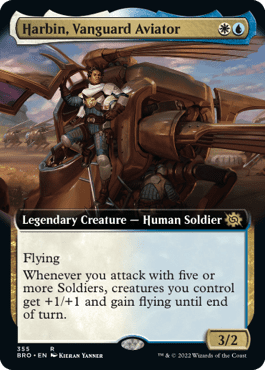 Harbin, Vanguard Aviator
Legendary Creature — Human Soldier
Flying
Whenever you attack with five or
more Soldiers, creatures you control
get +1/+1 and gain flying until
end of turn.
3/2
355 R
BRO • EN KIERAN YANNER
™ & © 2022 Wizards of the Coast